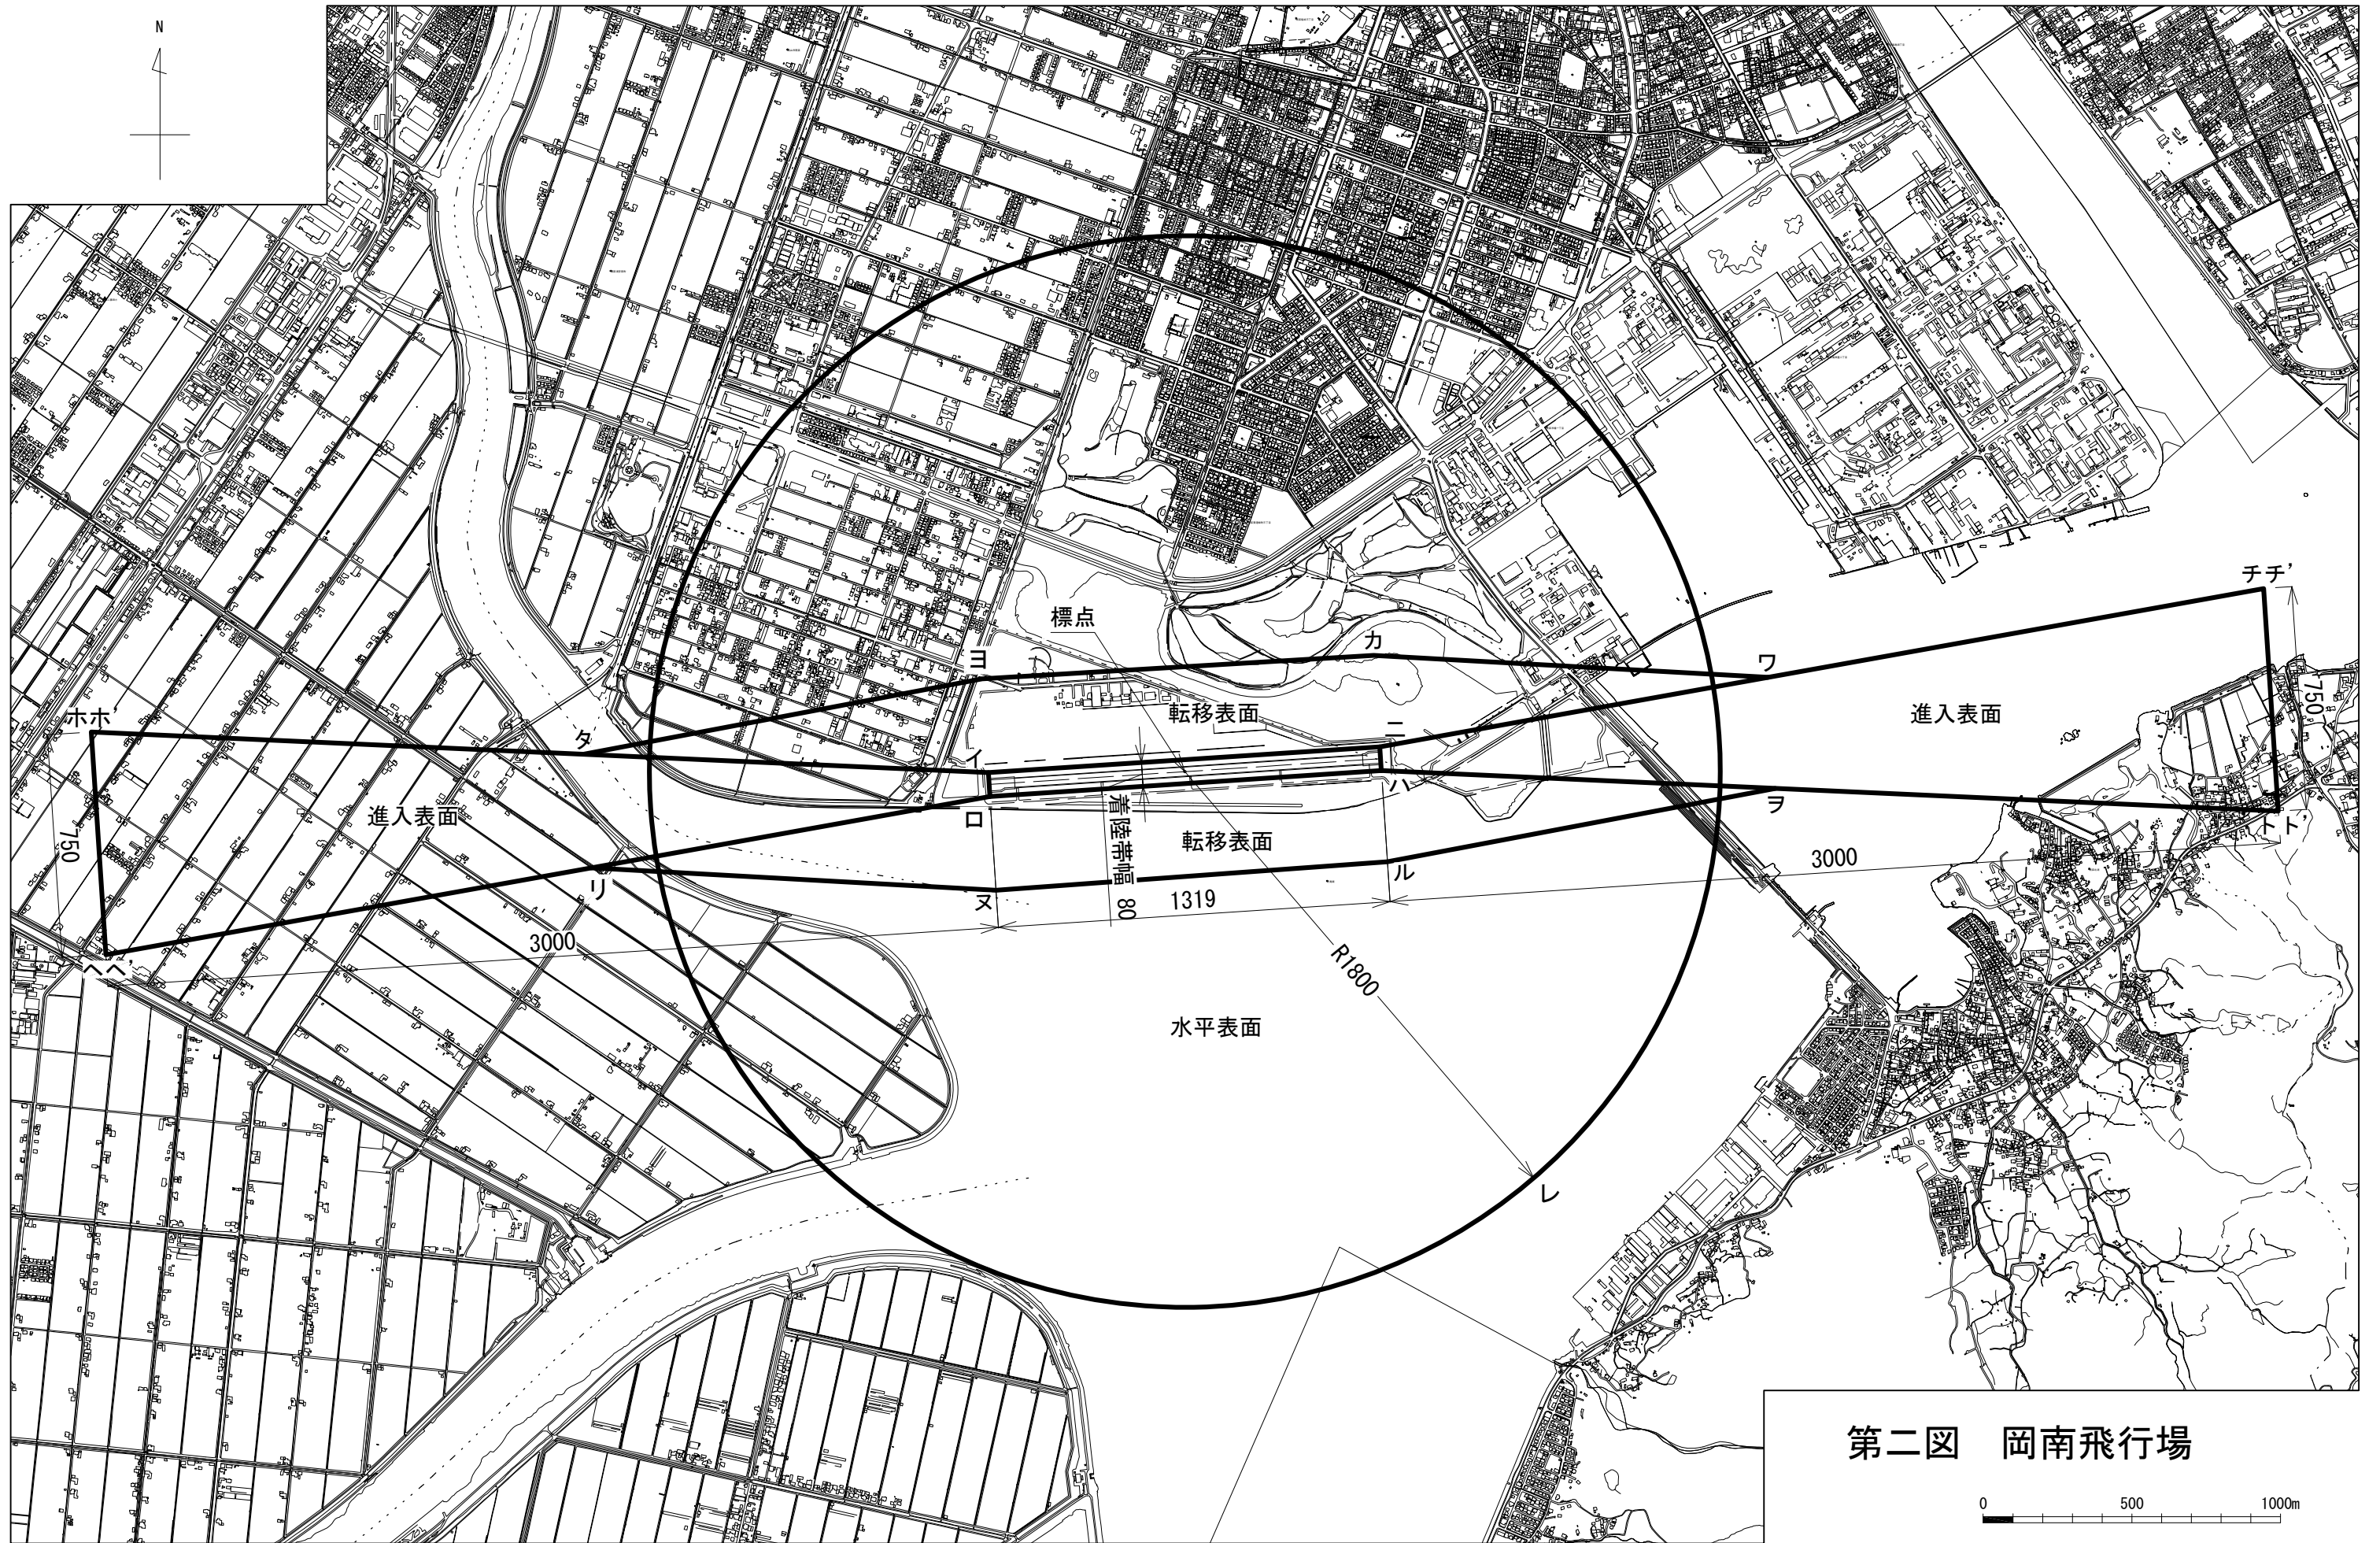 N
標点
チチ'
カ
ヨ
ワ
750
ホホ'
転移表面
進入表面
ニ
タ
イ
ハ
ヲ
進入表面
ロ
着陸帯幅 80
トト'
750
転移表面
3000
ル
リ
ヌ
1319
3000
ヘヘ'
R1800
水平表面
レ
第二図 岡南飛行場
0 500 1000m